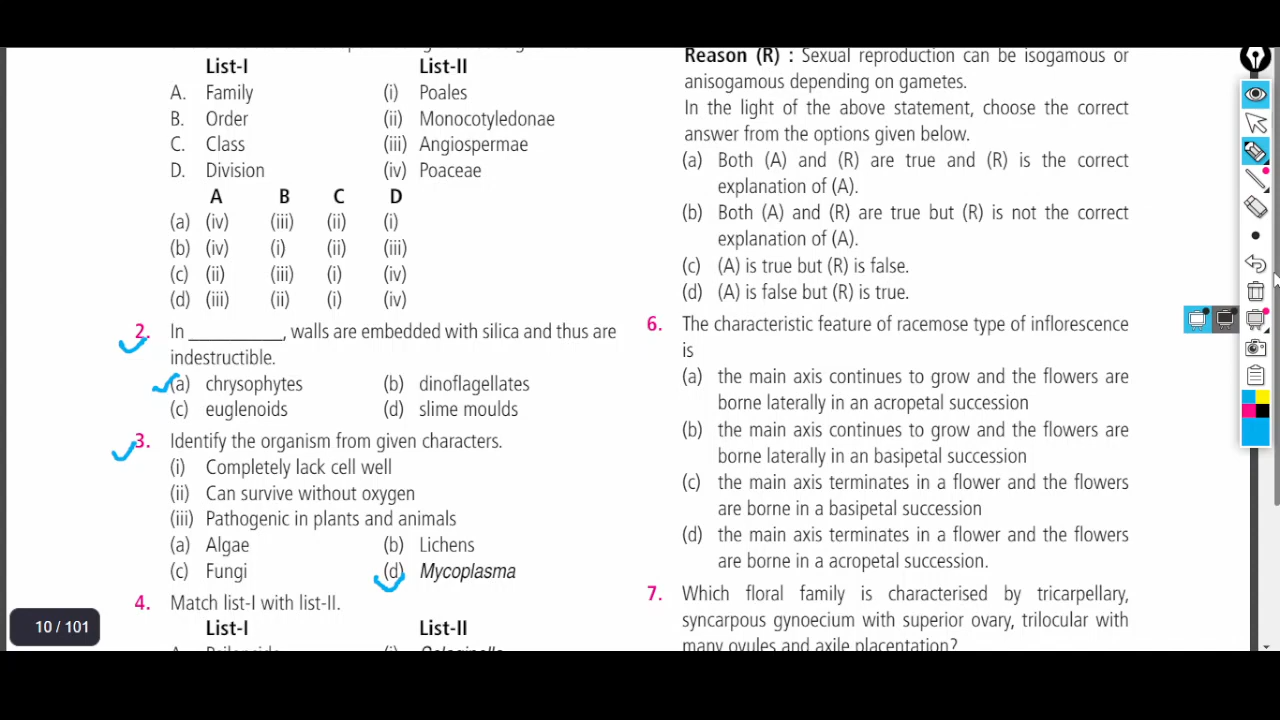 List-I List-II
A. Family (i) Poales
B. Order (ii) Monocotyledonae
C. Class (iii) Angiospermae
D. Division (iv) Poaceae
A B C D
(a) (iv) (iii) (ii) (i)
(b) (iv) (i) (ii) (iii)
(c) (ii) (iii) (i) (iv)
(d) (iii) (ii) (i) (iv)
2. In __________, walls are embedded with silica and thus are
indestructible.
(a) chrysophytes (b) dinoflagellates
(c) euglenoids (d) slime moulds
3. Identify the organism from given characters.
(i) Completely lack cell well
(ii) Can survive without oxygen
(iii) Pathogenic in plants and animals
(a) Algae (b) Lichens
(c) Fungi (d) Mycoplasma
4. Match list-I with list-II.
List-I List-II
Reason (R) : Sexual reproduction can be isogamous or
anisogamous depending on gametes.
In the light of the above statement, choose the correct
answer from the options given below.
(a) Both (A) and (R) are true and (R) is the correct
explanation of (A).
(b) Both (A) and (R) are true but (R) is not the correct
explanation of (A).
(c) (A) is true but (R) is false.
(d) (A) is false but (R) is true.
6. The characteristic feature of racemose type of inflorescence
is
(a) the main axis continues to grow and the flowers are
borne laterally in an acropetal succession
(b) the main axis continues to grow and the flowers are
borne laterally in an basipetal succession
(c) the main axis terminates in a flower and the flowers
are borne in a basipetal succession
(d) the main axis terminates in a flower and the flowers
are borne in a acropetal succession.
7. Which floral family is characterised by tricarpellary,
syncarpous gynoecium with superior ovary, trilocular with
many ovules and axile placentation?
10 / 101